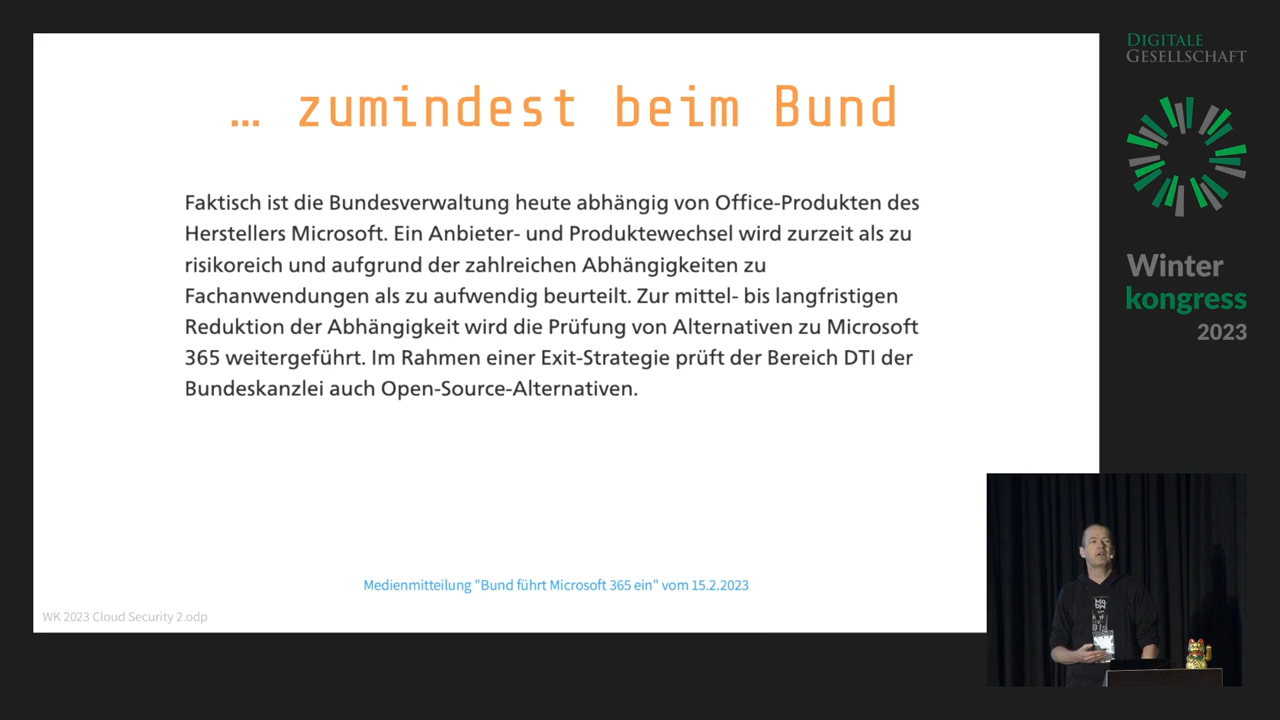 … zumindest beim Bund
Faktisch ist die Bundesverwaltung heute abhängig von Office-Produkten des
Herstellers Microsoft. Ein Anbieter- und Produktewechsel wird zurzeit als zu
risikoreich und aufgrund der zahlreichen Abhängigkeiten zu
Fachanwendungen als zu aufwendig beurteilt. Zur mittel- bis langfristigen
Reduktion der Abhängigkeit wird die Prüfung von Alternativen zu Microsoft
365 weitergeführt. Im Rahmen einer Exit-Strategie prüft der Bereich DTI der
Bundeskanzlei auch Open-Source-Alternativen.
Medienmitteilung "Bund führt Microsoft 365 ein" vom 15.2.2023
WK 2023 Cloud Security 2.odp
DIGITALE
GESELLSCHAFT
Winter
kongress
2023